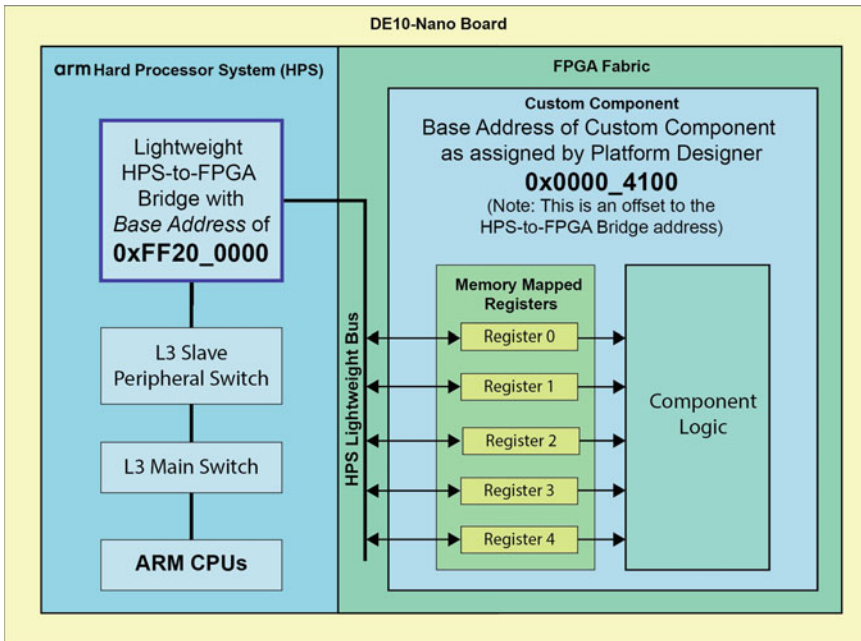 DE10-Nano Board
arm Hard Processor System (HPS)
Lightweight
HPS-to-FPGA
Bridge with
Base Address of
0xFF20_0000
L3 Slave
Peripheral Switch
L3 Main Switch
ARM CPUs
HPS Lightweight Bus
FPGA Fabric
Custom Component
Base Address of Custom Component
as assigned by Platform Designer
0x0000_4100
(Note: This is an offset to the
HPS-to-FPGA Bridge address)
Memory Mapped
Registers
Register 0
Register 1
Register 2
Register 3
Register 4
Component
Logic